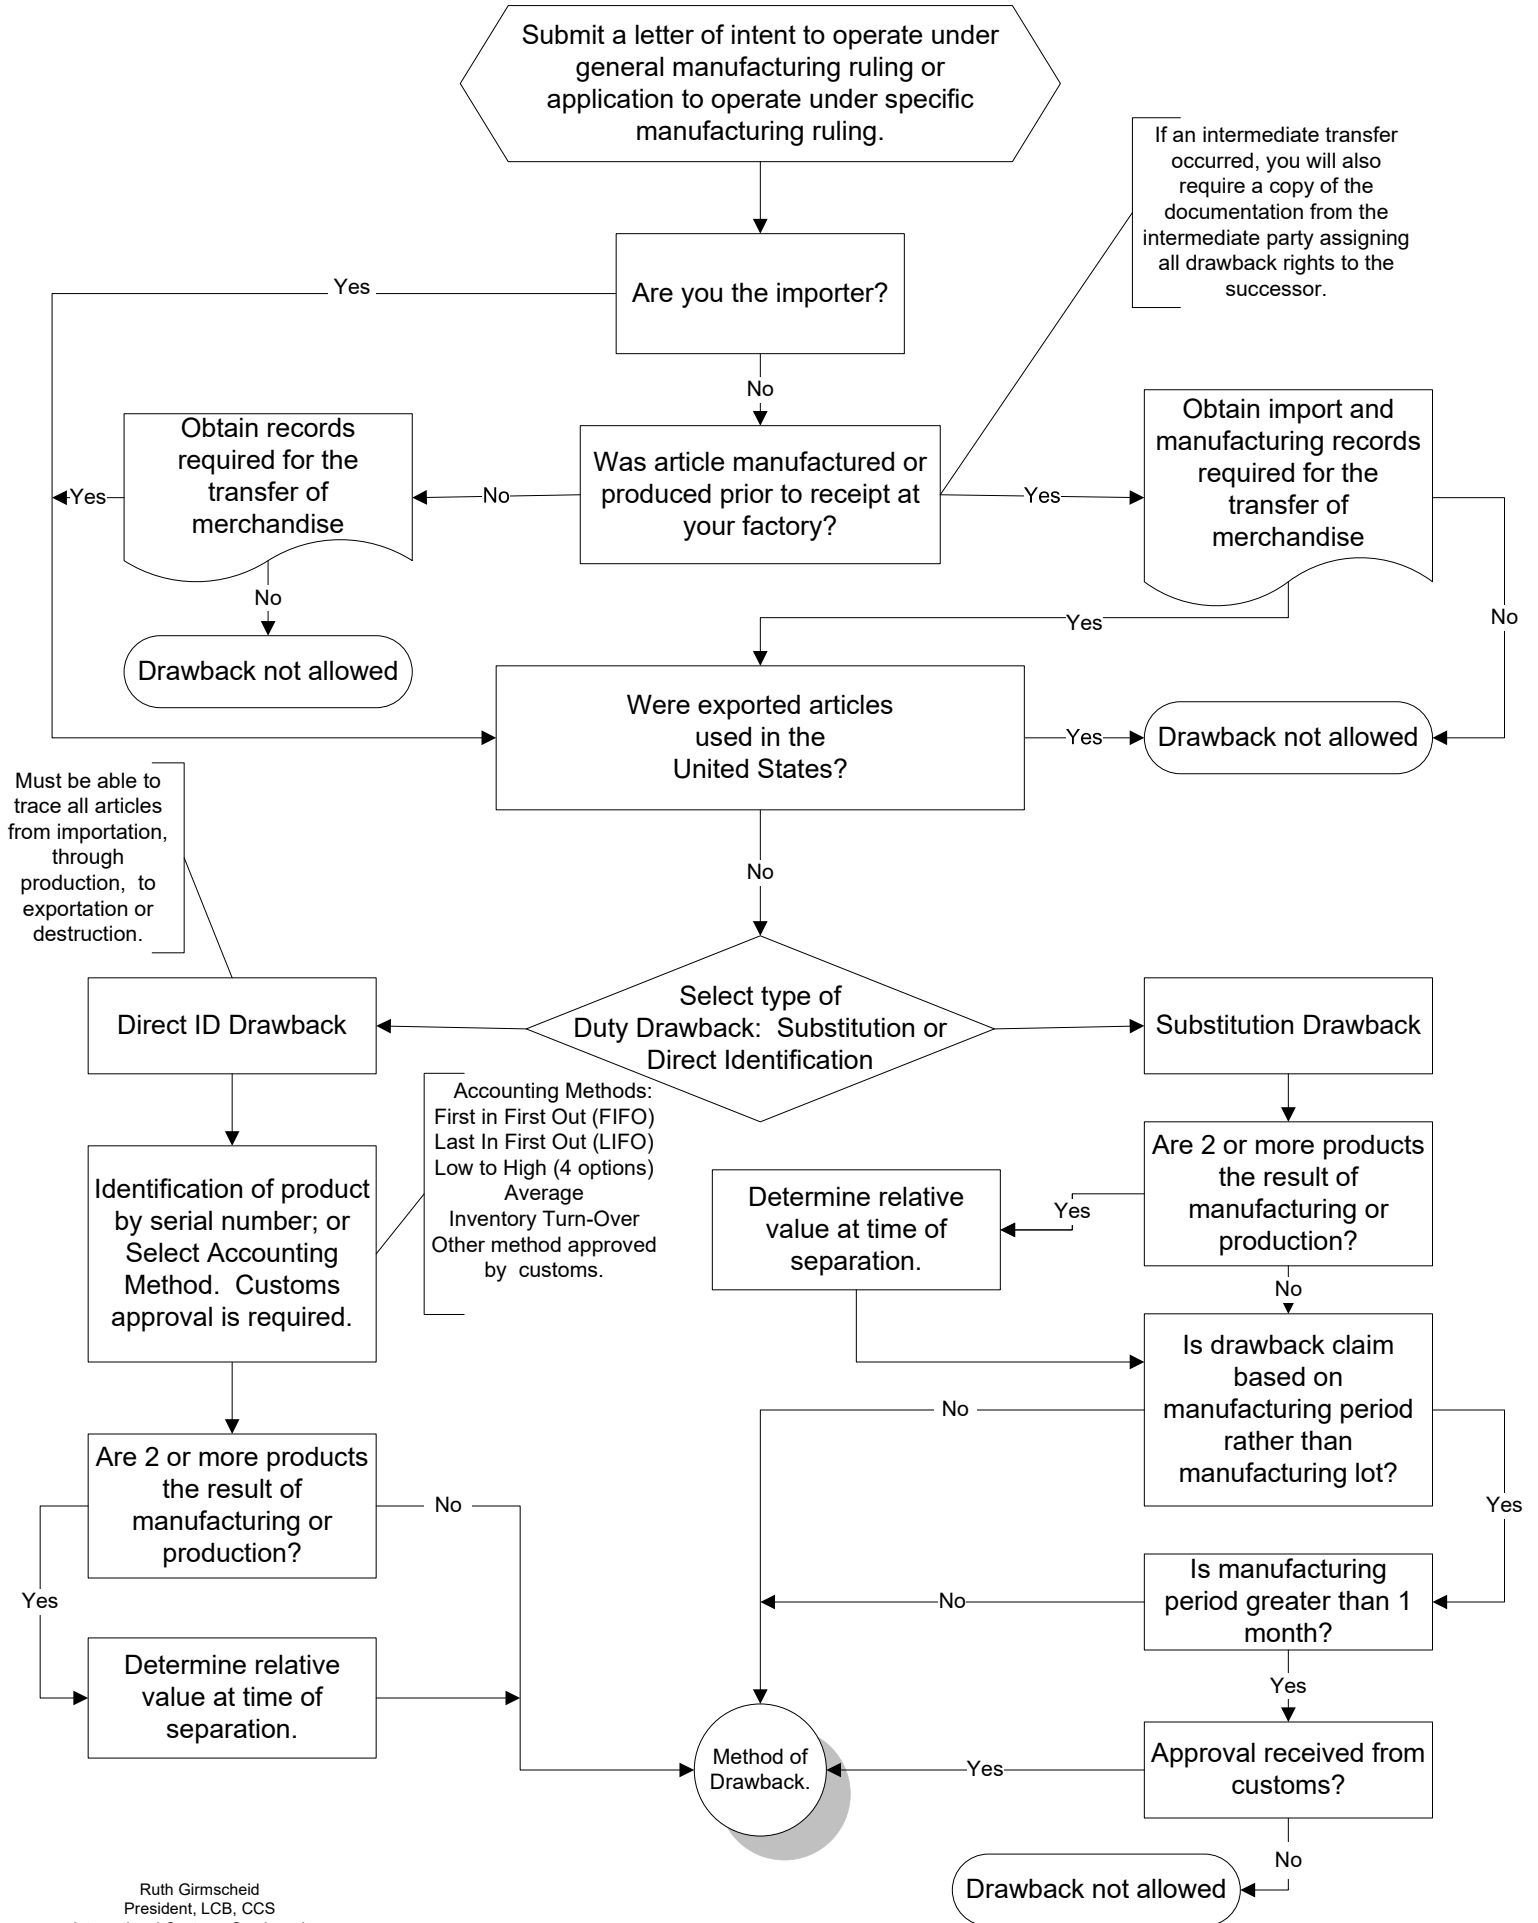 Submit a letter of intent to operate under
general manufacturing ruling or
application to operate under specific
manufacturing ruling.
If an intermediate transfer
occurred, you will also
require a copy of the
documentation from the
intermediate party assigning
all drawback rights to the
successor.
Yes
Are you the importer?
No
Obtain records
required for the
transfer of
merchandise
Yes
No
Was article manufactured or
produced prior to receipt at
your factory?
Yes
Obtain import and
manufacturing records
required for the
transfer of
merchandise
No
No
Yes
Drawback not allowed
Were exported articles
used in the
United States?
Yes
Drawback not allowed
Must be able to
trace all articles
from importation,
through
production, to
exportation or
destruction.
No
Direct ID Drawback
Select type of
Duty Drawback: Substitution or
Direct Identification
Substitution Drawback
Accounting Methods:
First in First Out (FIFO)
Last In First Out (LIFO)
Low to High (4 options)
Average
Inventory Turn-Over
Other method approved
by customs.
Identification of product
by serial number; or
Select Accounting
Method. Customs
approval is required.
Determine relative
value at time of
separation.
Yes
Are 2 or more products
the result of
manufacturing or
production?
No
Is drawback claim
based on
manufacturing period
rather than
manufacturing lot?
No
Yes
Are 2 or more products
the result of
manufacturing or
production?
No
Yes
Is manufacturing
period greater than 1
month?
No
Yes
Determine relative
value at time of
separation.
Method of
Drawback.
Yes
Approval received from
customs?
No
Drawback not allowed
Ruth Girmscheid
President, LCB, CCS